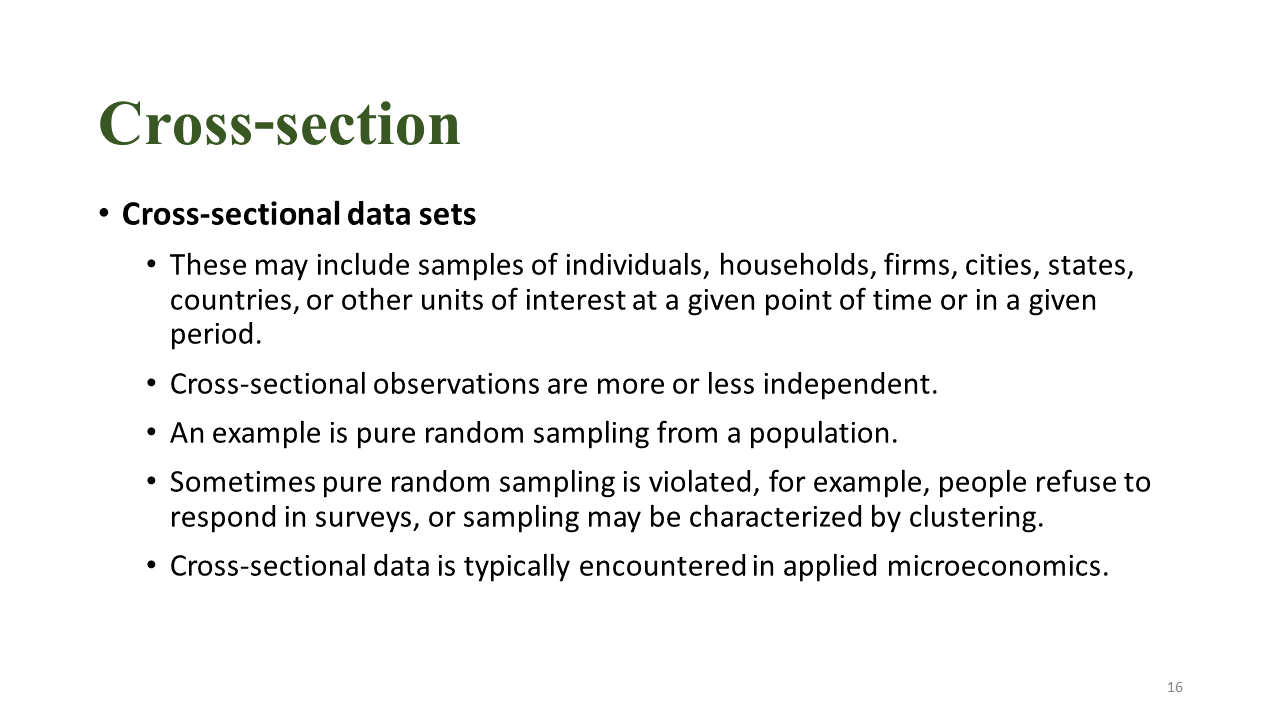 Cross-section
• Cross-sectional data sets
• These may include samples of individuals, households, firms, cities, states,
countries, or other units of interest at a given point of time or in a given
period.
• Cross-sectional observations are more or less independent.
• An example is pure random sampling from a population.
• Sometimes pure random sampling is violated, for example, people refuse to
respond in surveys, or sampling may be characterized by clustering.
• Cross-sectional data is typically encountered in applied microeconomics.
16